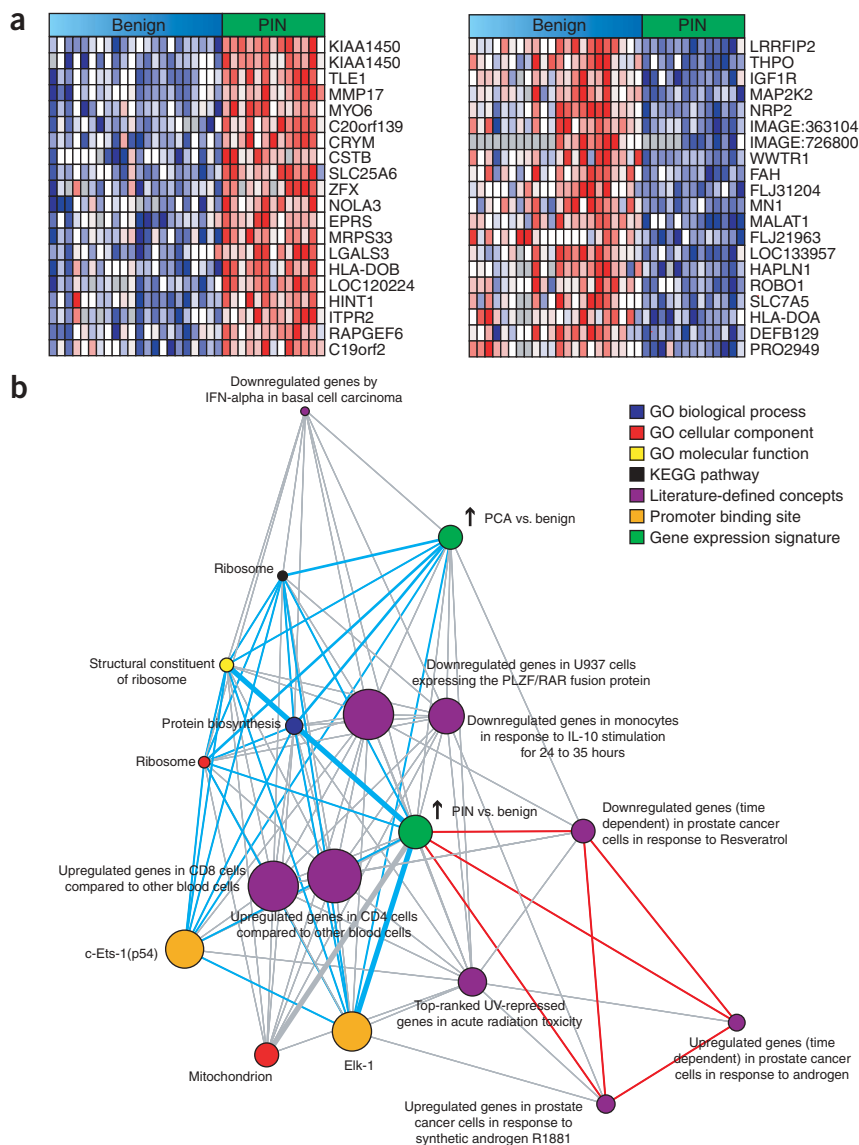 a
Benign
PIN
KIAA1450
KIAA1450
TLE1
MMP17
MYO6
C20orf139
CRYM
CSTB
SLC25A6
ZFX
NOLA3
EPRS
MRPS33
LGALS3
HLA-DOB
LOC120224
HINT1
ITPR2
RAPGEF6
C19orf2
Benign
PIN
LRRFIP2
THPO
IGF1R
MAP2K2
NRP2
IMAGE:363104
IMAGE:726800
WWTR1
FAH
FLJ31204
MN1
MALAT1
FLJ21963
LOC133957
HAPLN1
ROBO1
SLC7A5
HLA-DOA
DEFB129
PRO2949
b
Downregulated genes by
IFN-alpha in basal cell carcinoma
GO biological process
GO cellular component
GO molecular function
KEGG pathway
Literature-defined concepts
Promoter binding site
Gene expression signature
↑ PCA vs. benign
Ribosome
Structural constituent
of ribosome
Downregulated genes in U937 cells
expressing the PLZF/RAR fusion protein
Protein biosynthesis
Downregulated genes in monocytes
in response to IL-10 stimulation
for 24 to 35 hours
Ribosome
↑ PIN vs. benign
Downregulated genes (time
dependent) in prostate cancer
cells in response to Resveratrol
Upregulated genes in CD8 cells
compared to other blood cells
Upregulated genes in CD4 cells
compared to other blood cells
c-Ets-1(p54)
Top-ranked UV-repressed
genes in acute radiation toxicity
Mitochondrion
Elk-1
Upregulated genes (time
dependent) in prostate cancer
cells in response to androgen
Upregulated genes in prostate
cancer cells in response to
synthetic androgen R1881